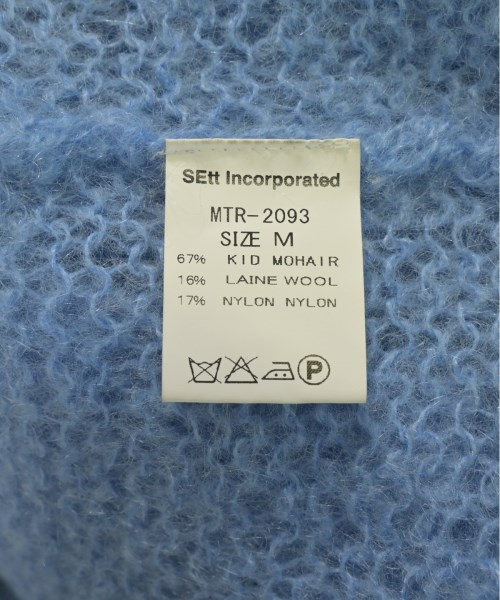 SEtt Incorporated
MTR-2093
SIZE M
67% KID MOHAIR
16% LAINE WOOL
17% NYLON NYLON
P